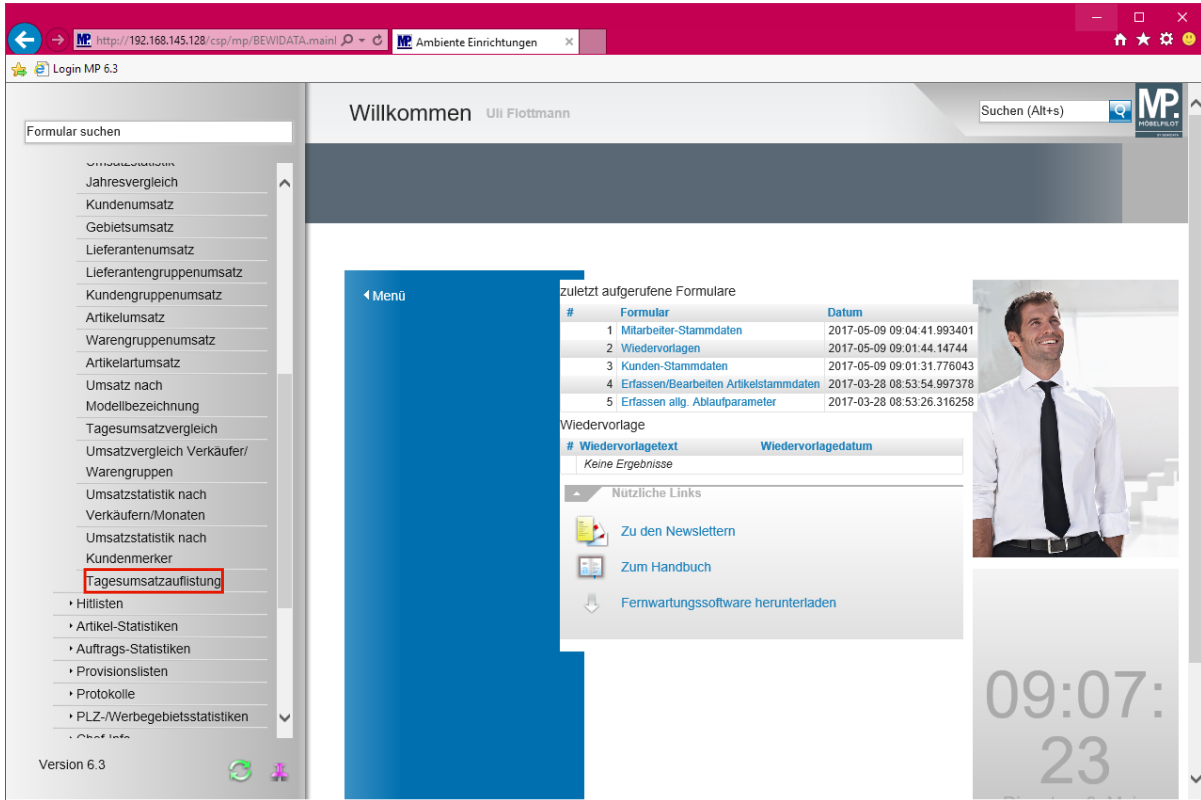 http://192.168.145.128/csp/mp/BEWIDATA.mainl
MP Ambiente Einrichtungen
Login MP 6.3
Willkommen Uli Flottmann
Suchen (Alt+s)
MP.
MÖBELPILOT
Formular suchen
Umsatzstatistik
Jahresvergleich
Kundenumsatz
Gebietsumsatz
Lieferantenumsatz
Lieferantengruppenumsatz
Kundengruppenumsatz
Artikelumsatz
Warengruppenumsatz
Artikelartumsatz
Umsatz nach
Modellbezeichnung
Tagesumsatzvergleich
Umsatzvergleich Verkäufer/
Warengruppen
Umsatzstatistik nach
Verkäufern/Monaten
Umsatzstatistik nach
Kundenmerker
Tagesumsatzauflistung
Hitlisten
Artikel-Statistiken
Auftrags-Statistiken
Provisionslisten
Protokolle
PLZ-/Werbegebietsstatistiken
Chef-Info
Version 6.3
Menü
zuletzt aufgerufene Formulare
# Formular Datum
1 Mitarbeiter-Stammdaten 2017-05-09 09:04:41.993401
2 Wiedervorlagen 2017-05-09 09:01:44.14744
3 Kunden-Stammdaten 2017-05-09 09:01:31.776043
4 Erfassen/Bearbeiten Artikelstammdaten 2017-03-28 08:53:54.997378
5 Erfassen allg. Ablaufparameter 2017-03-28 08:53:26.316258
Wiedervorlage
# Wiedervorlagetext Wiedervorlagedatum
Keine Ergebnisse
Nützliche Links
Zu den Newslettern
Zum Handbuch
Fernwartungssoftware herunterladen
09:07:
23